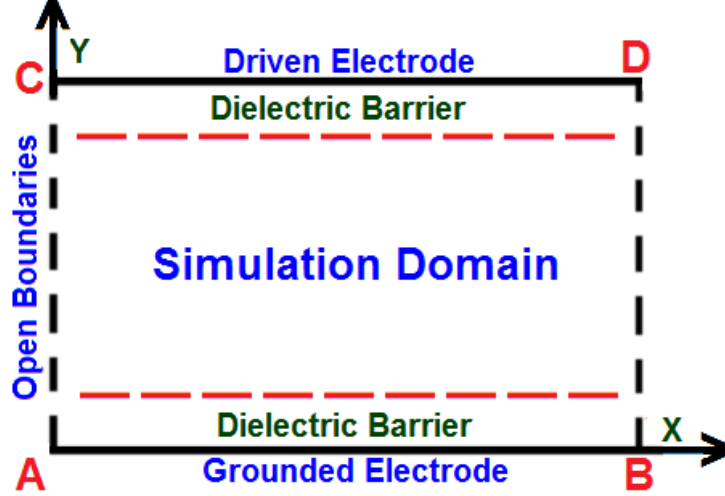 Y
C
Driven Electrode
D
Dielectric Barrier
Open Boundaries
Simulation Domain
Dielectric Barrier
X
A
Grounded Electrode
B